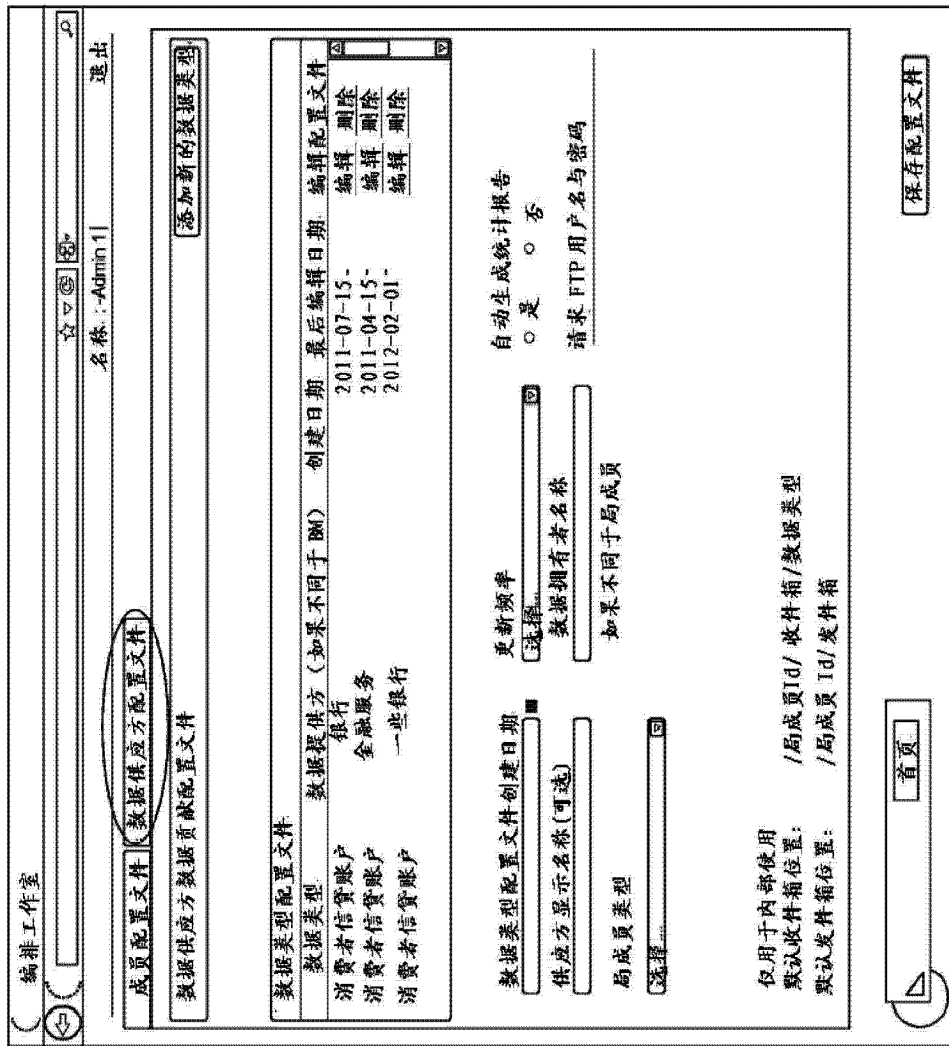 编排工作室
名称:-Admin 1 退出
成员配置文件 数据供应方配置文件
数据供应方数据贡献配置文件 添加新的数据类型
数据类型配置文件
数据类型 数据提供方(如果不同于BM) 创建日期 最后编辑日期 编辑配置文件
消费者信贷账户 银行 2011-07-15- 编辑 删除
消费者信贷账户 金融服务 2011-04-15- 编辑 删除
消费者信贷账户 一些银行 2012-02-01- 编辑 删除
数据类型配置文件创建日期 更新频率 自动生成统计报告
选择... 是 否
供应方显示名称(可选) 数据拥有者名称 请求 FTP 用户名与密码
局成员类型 如果不同于局成员
选择...
仅用于内部使用
默认收件箱位置: /局成员Id/ 收件箱/数据类型
默认发件箱位置: /局成员 Id/发件箱
首页 保存配置文件